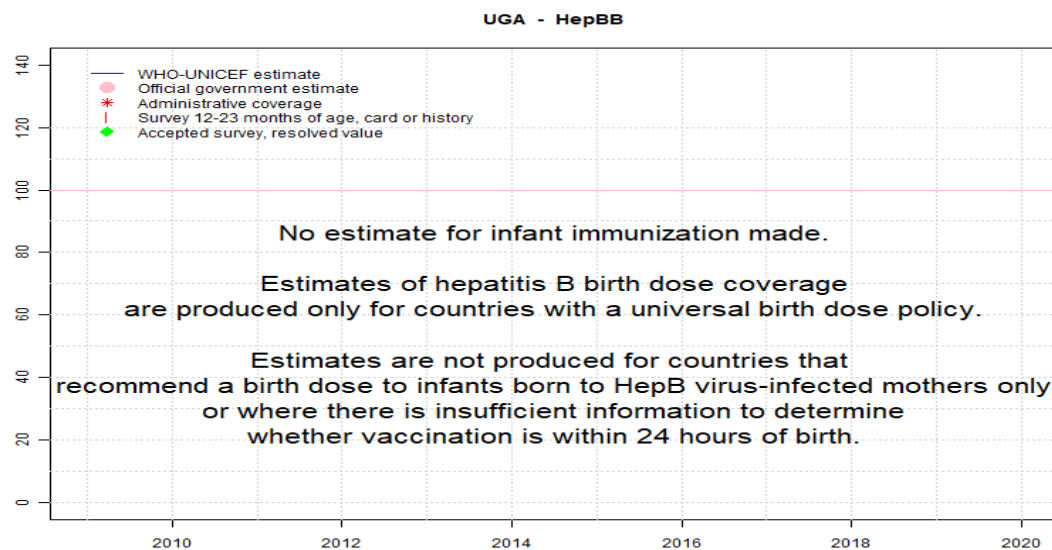 UGA - HepBB
WHO-UNICEF estimate
Official government estimate
Administrative coverage
Survey 12-23 months of age, card or history
Accepted survey, resolved value
140
120
100
80
60
40
20
0
No estimate for infant immunization made.
Estimates of hepatitis B birth dose coverage
are produced only for countries with a universal birth dose policy.
Estimates are not produced for countries that
recommend a birth dose to infants born to HepB virus-infected mothers only
or where there is insufficient information to determine
whether vaccination is within 24 hours of birth.
2010 2012 2014 2016 2018 2020